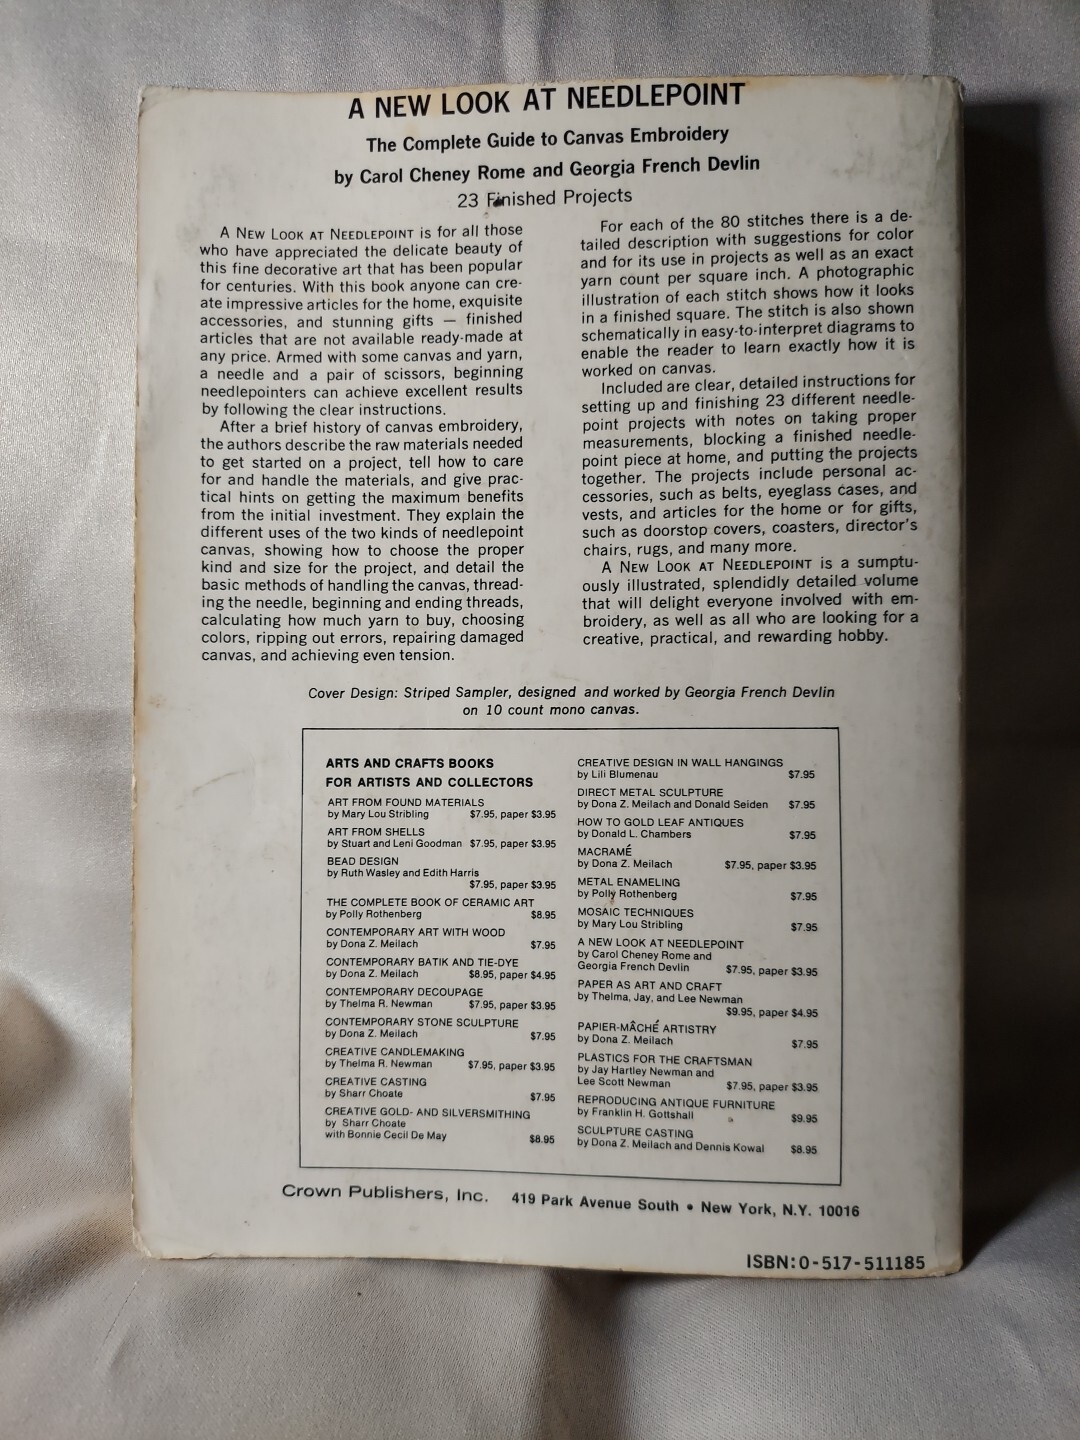 A NEW LOOK AT NEEDLEPOINT
The Complete Guide to Canvas Embroidery
by Carol Cheney Rome and Georgia French Devlin
23 Finished Projects
A NEW LOOK AT NEEDLEPOINT is for all those
who have appreciated the delicate beauty of
this fine decorative art that has been popular
for centuries. With this book anyone can cre-
ate impressive articles for the home, exquisite
accessories, and stunning gifts — finished
articles that are not available ready-made at
any price. Armed with some canvas and yarn,
a needle and a pair of scissors, beginning
needlepointers can achieve excellent results
by following the clear instructions.
After a brief history of canvas embroidery,
the authors describe the raw materials needed
to get started on a project, tell how to care
for and handle the materials, and give prac-
tical hints on getting the maximum benefits
from the initial investment. They explain the
different uses of the two kinds of needlepoint
canvas, showing how to choose the proper
kind and size for the project, and detail the
basic methods of handling the canvas, thread-
ing the needle, beginning and ending threads,
calculating how much yarn to buy, choosing
colors, ripping out errors, repairing damaged
canvas, and achieving even tension.
For each of the 80 stitches there is a de-
tailed description with suggestions for color
and for its use in projects as well as an exact
yarn count per square inch. A photographic
illustration of each stitch shows how it looks
in a finished square. The stitch is also shown
schematically in easy-to-interpret diagrams to
enable the reader to learn exactly how it is
worked on canvas.
Included are clear, detailed instructions for
setting up and finishing 23 different needle-
point projects with notes on taking proper
measurements, blocking a finished needle-
point piece at home, and putting the projects
together. The projects include personal ac-
cessories, such as belts, eyeglass cases, and
vests, and articles for the home or for gifts,
such as doorstop covers, coasters, director's
chairs, rugs, and many more.
A NEW LOOK AT NEEDLEPOINT is a sumptu-
ously illustrated, splendidly detailed volume
that will delight everyone involved with em-
broidery, as well as all who are looking for a
creative, practical, and rewarding hobby.
Cover Design: Striped Sampler, designed and worked by Georgia French Devlin
on 10 count mono canvas.
ARTS AND CRAFTS BOOKS
FOR ARTISTS AND COLLECTORS
ART FROM FOUND MATERIALS
by Mary Lou Stribling $7.95, paper $3.95
ART FROM SHELLS
by Stuart and Leni Goodman $7.95, paper $3.95
BEAD DESIGN
by Ruth Wasley and Edith Harris
$7.95, paper $3.95
THE COMPLETE BOOK OF CERAMIC ART
by Polly Rothenberg $8.95
CONTEMPORARY ART WITH WOOD
by Dona Z. Meilach $7.95
CONTEMPORARY BATIK AND TIE-DYE
by Dona Z. Meilach $8.95, paper $4.95
CONTEMPORARY DECOUPAGE
by Thelma R. Newman $7.95, paper $3.95
CONTEMPORARY STONE SCULPTURE
by Dona Z. Meilach $7.95
CREATIVE CANDLEMAKING
by Thelma R. Newman $7.95, paper $3.95
CREATIVE CASTING
by Sharr Choate $7.95
CREATIVE GOLD- AND SILVERSMITHING
by Sharr Choate
with Bonnie Cecil De May $8.95
CREATIVE DESIGN IN WALL HANGINGS
by Lili Blumenau $7.95
DIRECT METAL SCULPTURE
by Dona Z. Meilach and Donald Seiden $7.95
HOW TO GOLD LEAF ANTIQUES
by Donald L. Chambers $7.95
MACRAMÉ
by Dona Z. Meilach $7.95, paper $3.95
METAL ENAMELING
by Polly Rothenberg $7.95
MOSAIC TECHNIQUES
by Mary Lou Stribling $7.95
A NEW LOOK AT NEEDLEPOINT
by Carol Cheney Rome and
Georgia French Devlin $7.95, paper $3.95
PAPER AS ART AND CRAFT
by Thelma, Jay, and Lee Newman
$9.95, paper $4.95
PAPIER-MÂCHÉ ARTISTRY
by Dona Z. Meilach $7.95
PLASTICS FOR THE CRAFTSMAN
by Jay Hartley Newman and
Lee Scott Newman $7.95, paper $3.95
REPRODUCING ANTIQUE FURNITURE
by Franklin H. Gottshall $9.95
SCULPTURE CASTING
by Dona Z. Meilach and Dennis Kowal $8.95
Crown Publishers, Inc. 419 Park Avenue South • New York, N.Y. 10016
ISBN:0-517-511185